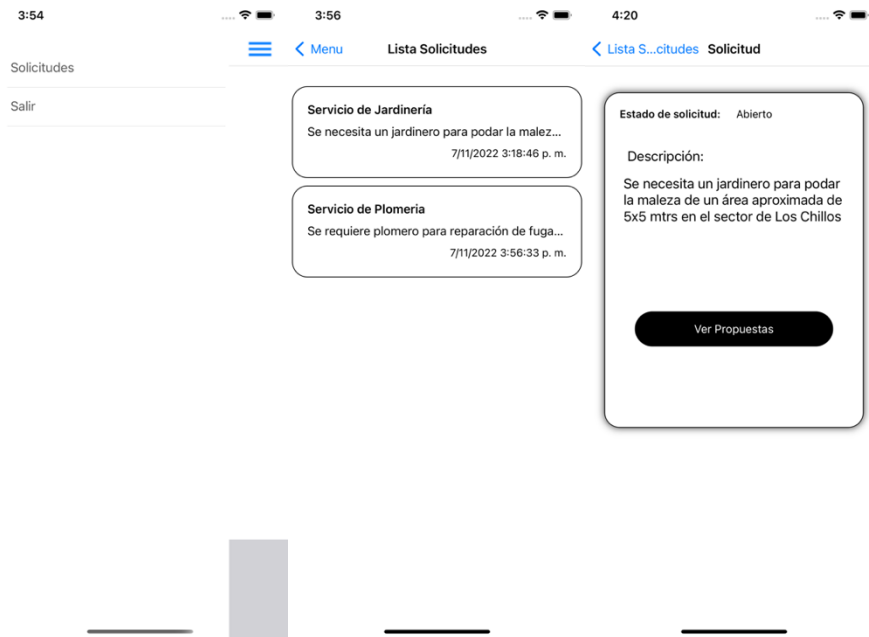 3:54
Solicitudes
Salir
3:56
Menu
Lista Solicitudes
Servicio de Jardinería
Se necesita un jardinero para podar la malez...
7/11/2022 3:18:46 p. m.
Servicio de Plomeria
Se requiere plomero para reparación de fuga...
7/11/2022 3:56:33 p. m.
4:20
Lista S...citudes
Solicitud
Estado de solicitud: Abierto
Descripción:
Se necesita un jardinero para podar
la maleza de un área aproximada de
5x5 mtrs en el sector de Los Chillos
Ver Propuestas